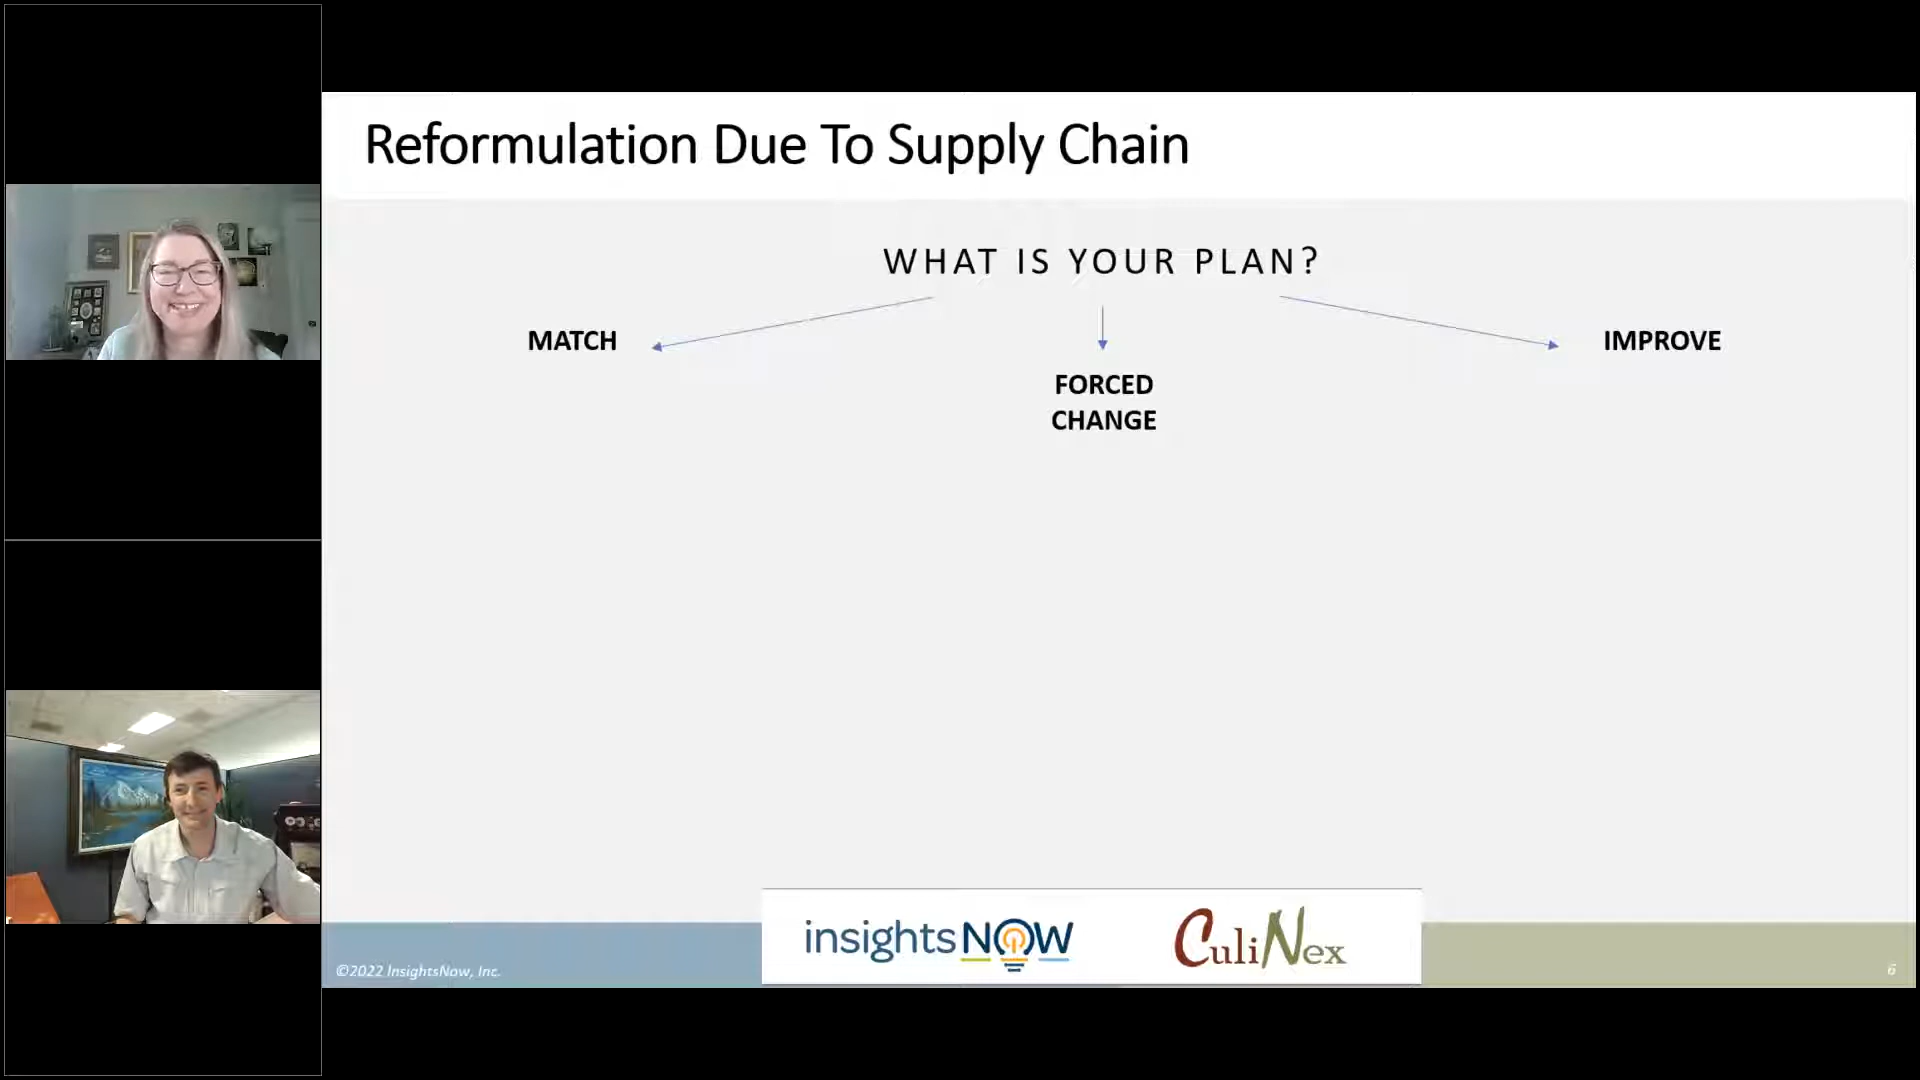 Reformulation Due To Supply Chain
WHAT IS YOUR PLAN?
MATCH
FORCED
CHANGE
IMPROVE
insightsNOW
CuliNex
©2022 InsightsNow, Inc.
6